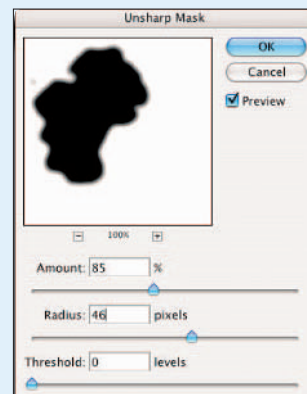 Unsharp Mask
OK
Cancel
Preview
100%
Amount: 85 %
Radius: 46 pixels
Threshold: 0 levels